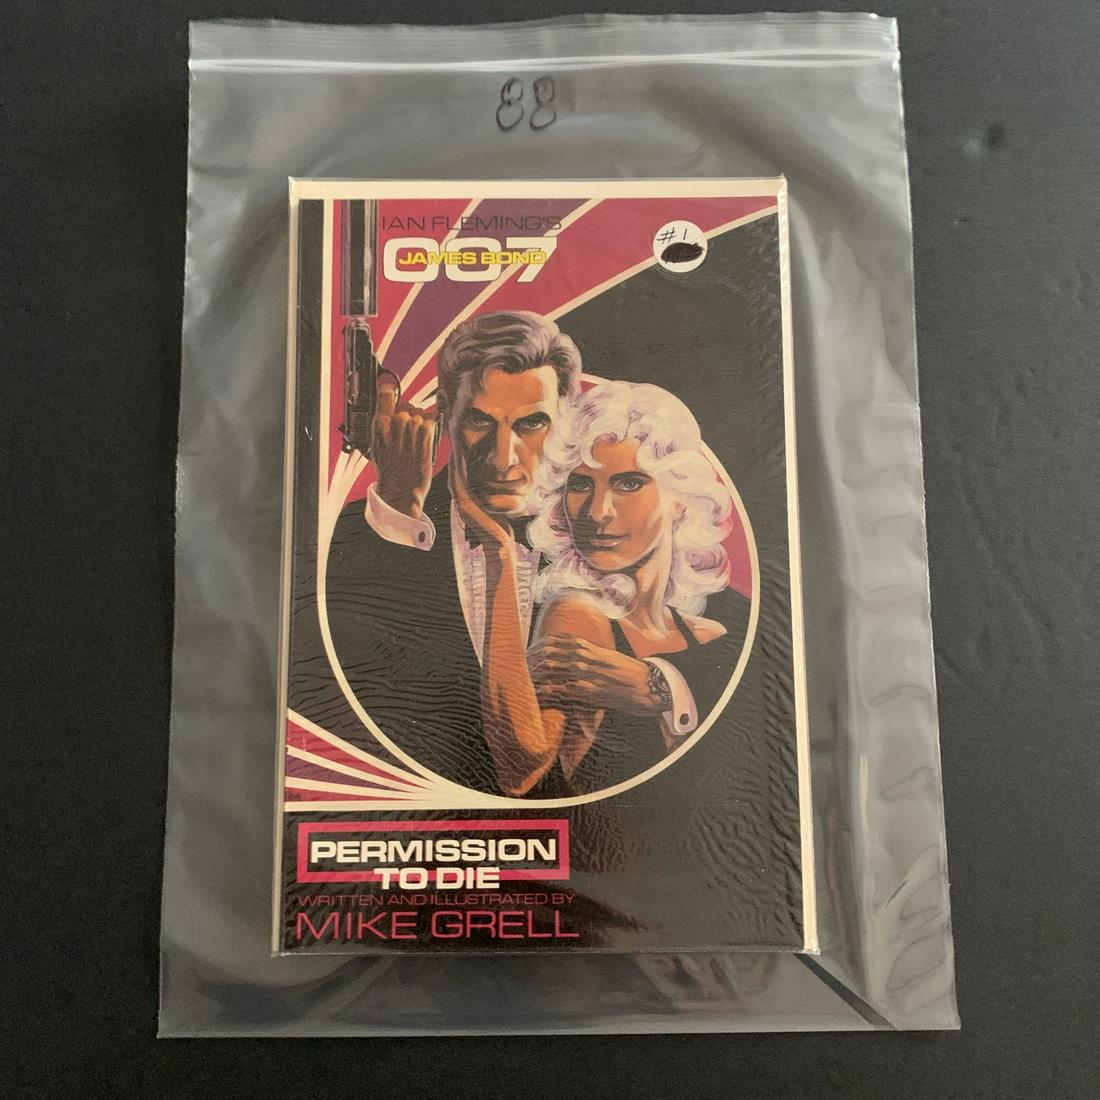 88
IAN FLEMING'S
007
JAMES BOND
#1
PERMISSION
TO DIE
WRITTEN AND ILLUSTRATED BY
MIKE GRELL